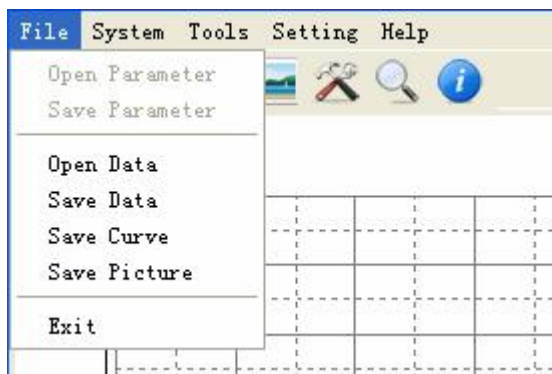 File System Tools Setting Help
Open Parameter
Save Parameter
Open Data
Save Data
Save Curve
Save Picture
Exit